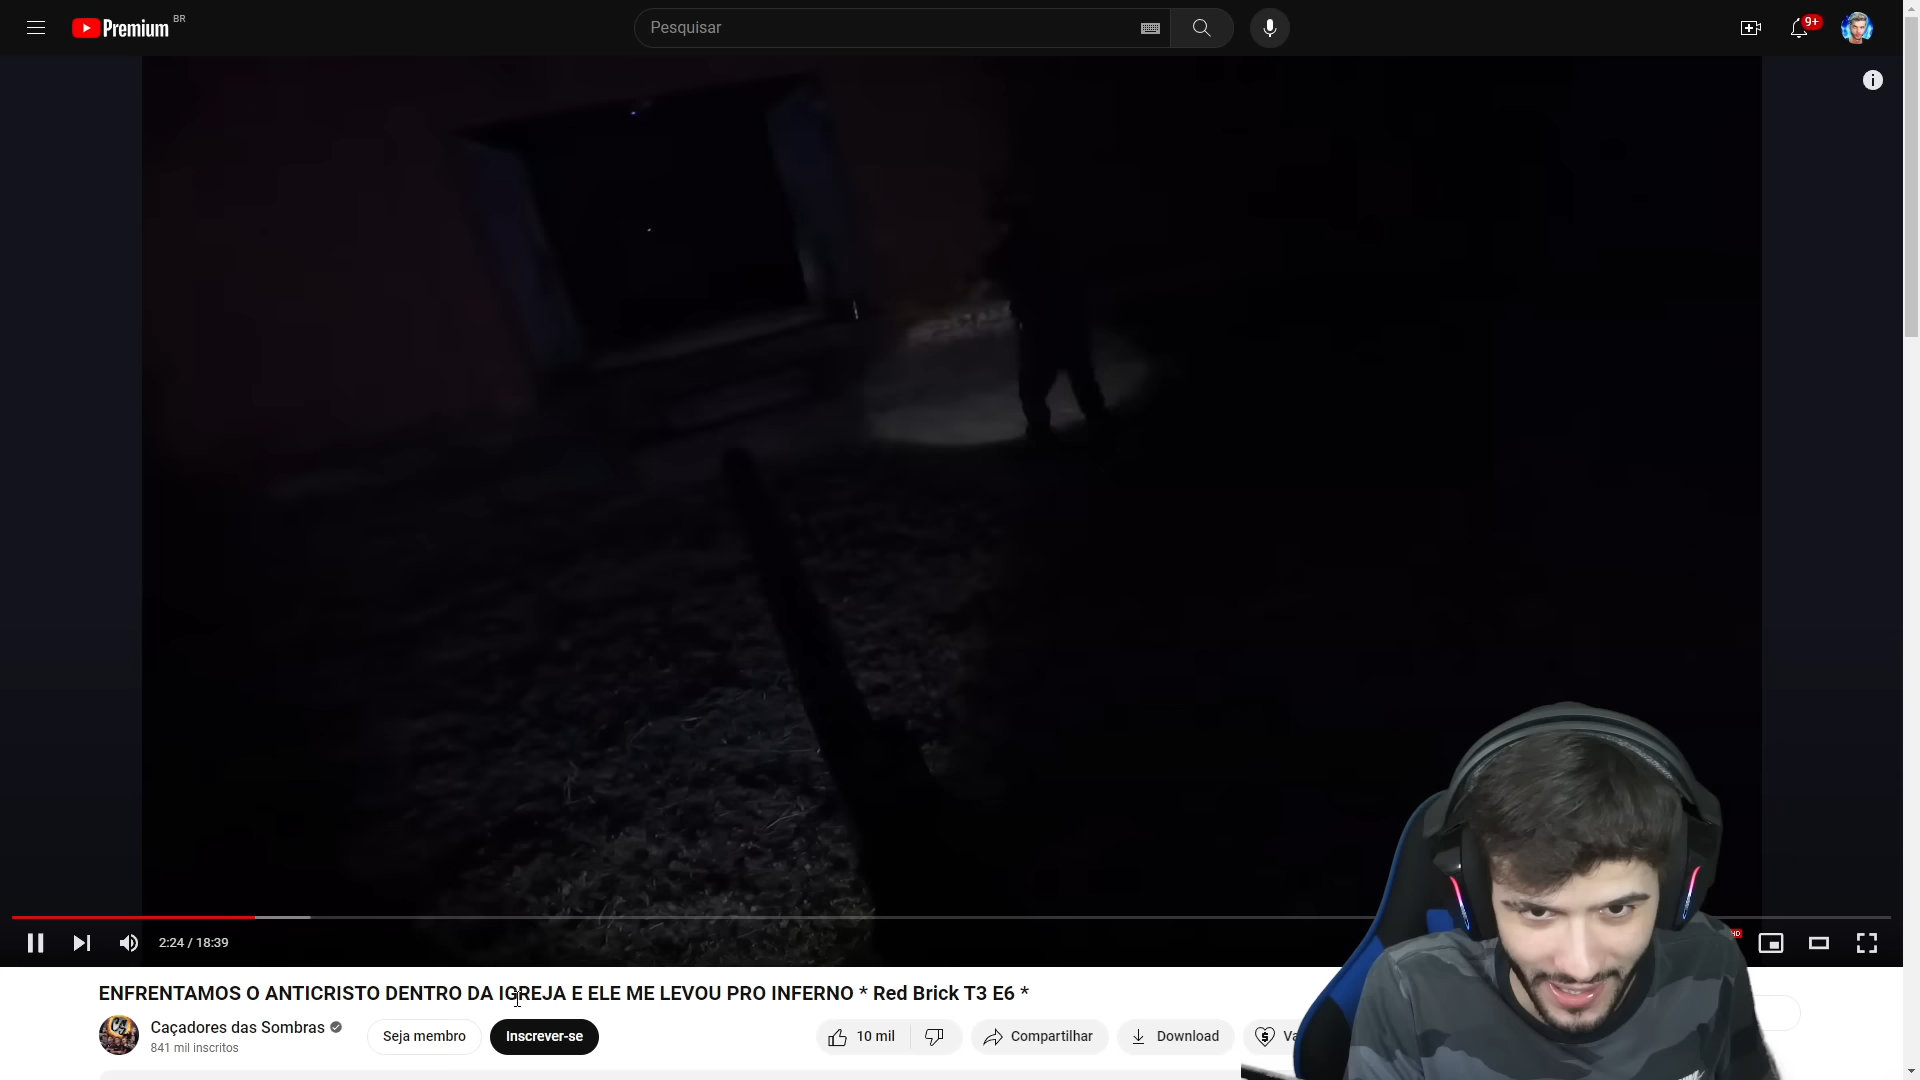 Premium BR
Pesquisar
9+
2:24 / 18:39
HD
ENFRENTAMOS O ANTICRISTO DENTRO DA IGREJA E ELE ME LEVOU PRO INFERNO * Red Brick T3 E6 *
Caçadores das Sombras
841 mil inscritos
Seja membro
Inscrever-se
10 mil
Compartilhar
Download